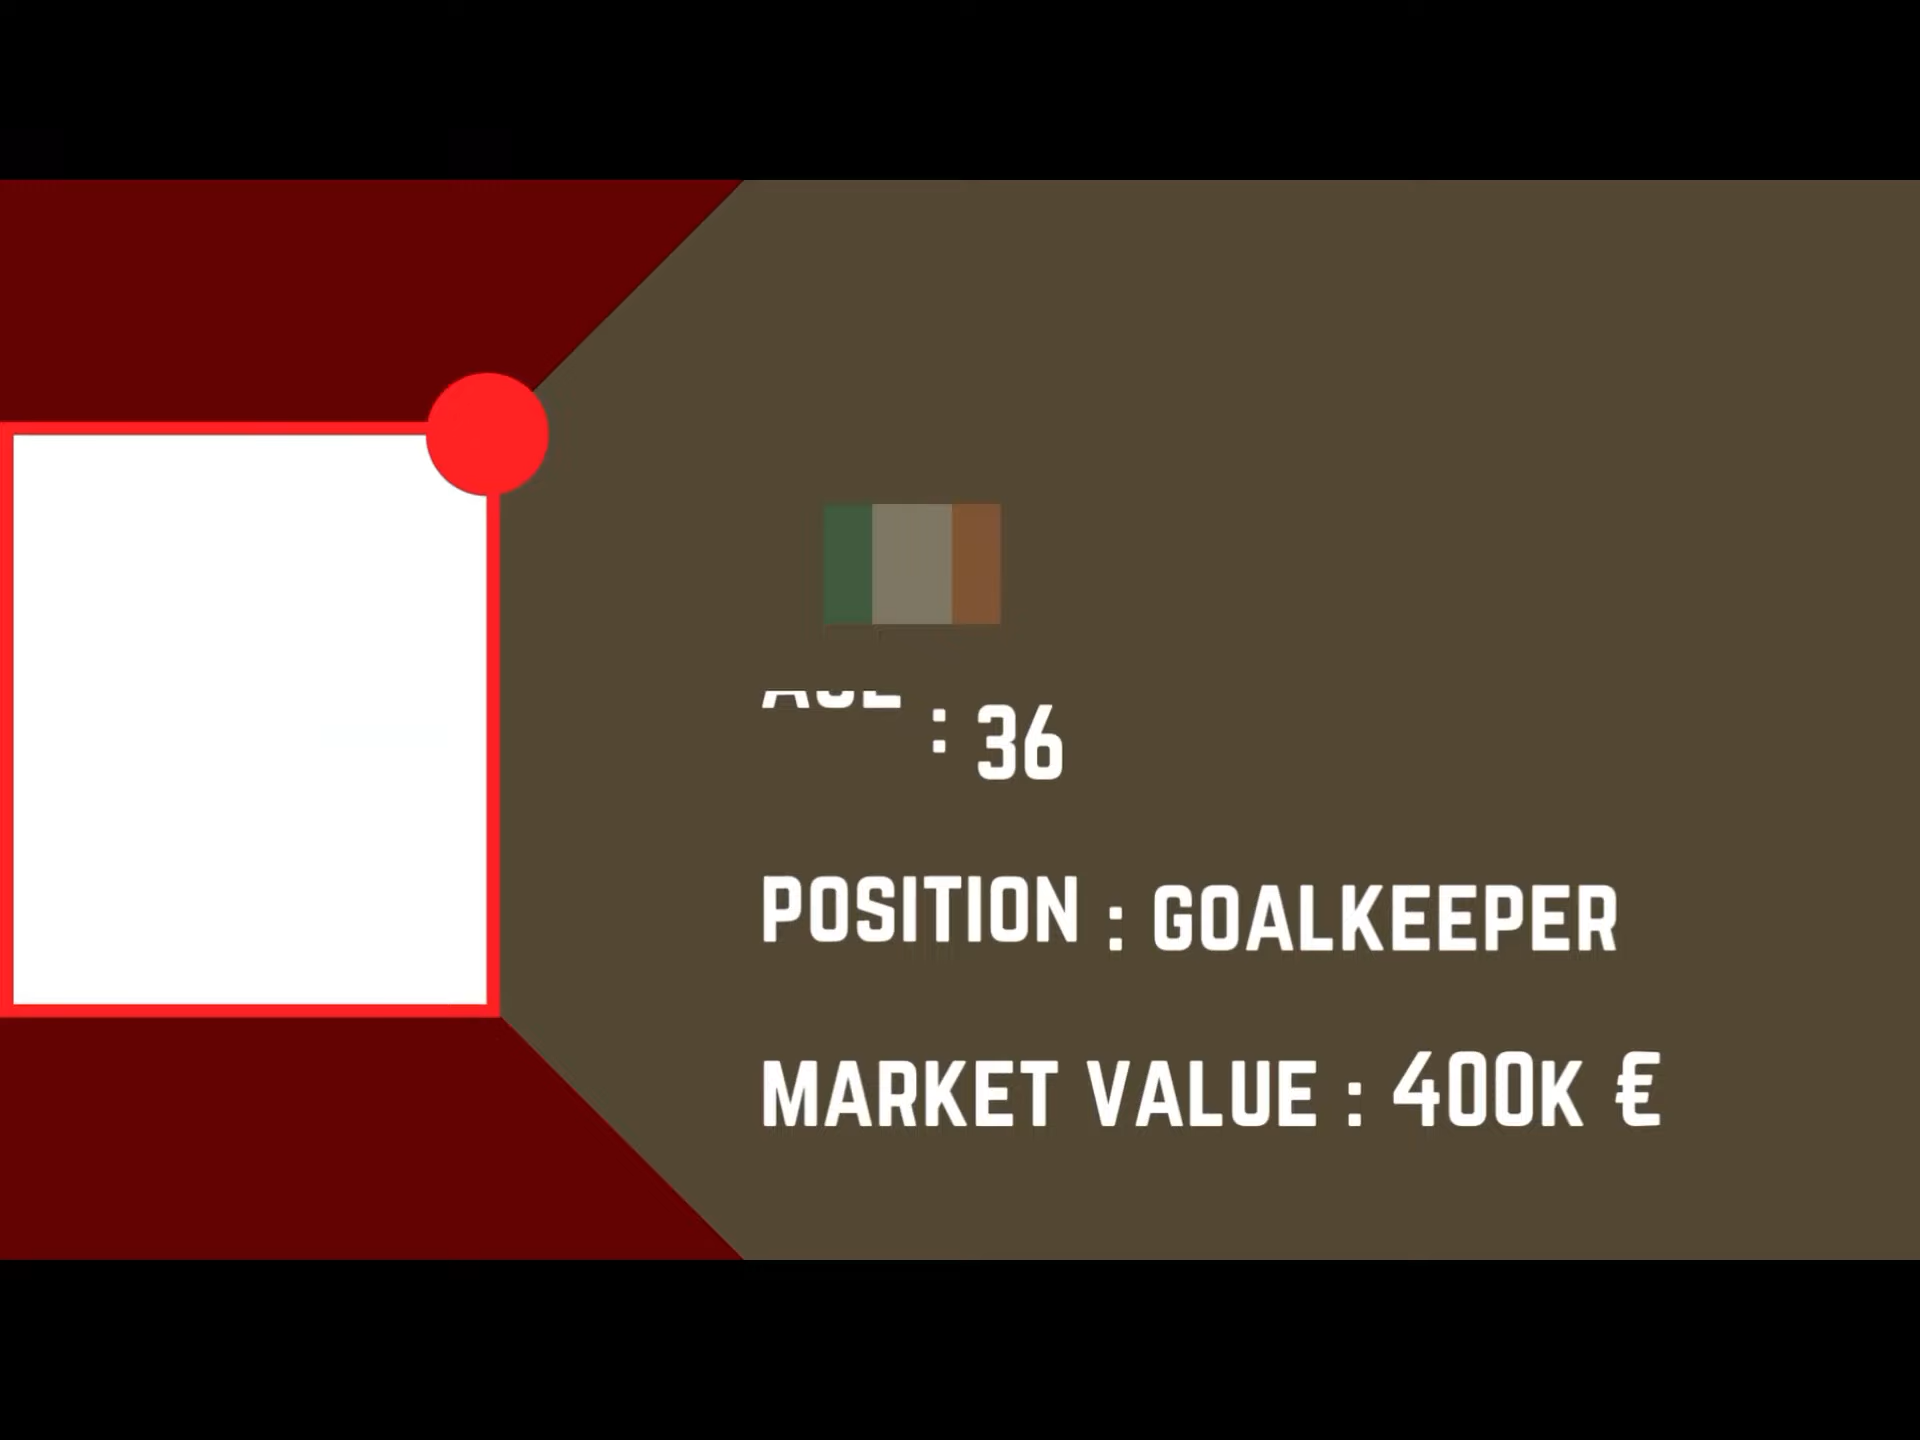 : 36
POSITION : GOALKEEPER
MARKET VALUE : 400K €